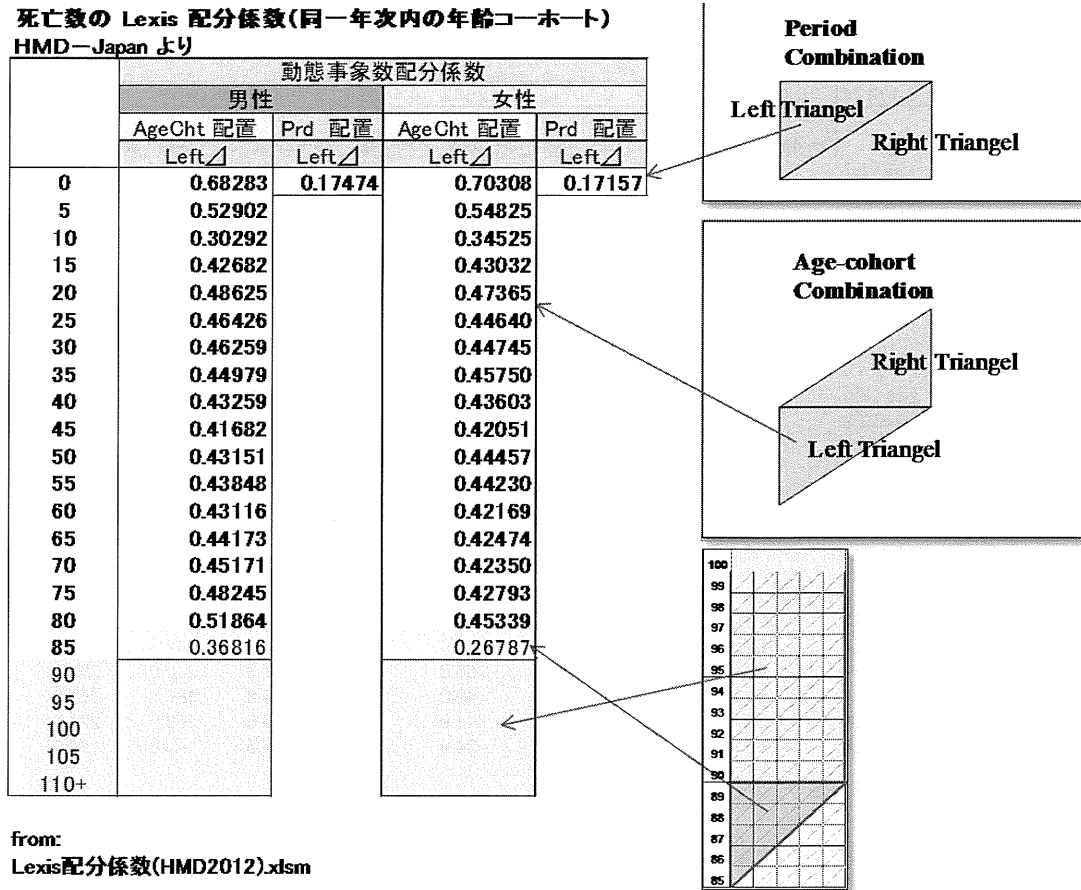 死亡数の Lexis 配分係数(同一年次内の年齢コーホート)
HMD－Japan より
動態事象数配分係数
男性 女性
AgeCht 配置 Prd 配置 AgeCht 配置 Prd 配置
Left⊿ Left⊿ Left⊿ Left⊿
0 0.68283 0.17474 0.70308 0.17157
5 0.52902 0.54825
10 0.30292 0.34525
15 0.42682 0.43032
20 0.48625 0.47365
25 0.46426 0.44640
30 0.46259 0.44745
35 0.44979 0.45750
40 0.43259 0.43603
45 0.41682 0.42051
50 0.43151 0.44457
55 0.43848 0.44230
60 0.43116 0.42169
65 0.44173 0.42474
70 0.45171 0.42350
75 0.48245 0.42793
80 0.51864 0.45339
85 0.36816 0.26787
90
95
100
105
110+
from:
Lexis配分係数(HMD2012).xlsm
Period
Combination
Left Triangel
Right Triangel
Age-cohort
Combination
Right Triangel
Left Triangel
100
99
98
97
96
95
94
93
92
91
90
89
88
87
86
85